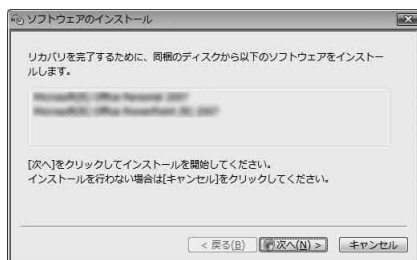 ソフトウェアのインストール
リカバリを完了するために、同梱のディスクから以下のソフトウェアをインストー
ルします。
[次へ]をクリックしてインストールを開始してください。
インストールを行わない場合は[キャンセル]をクリックしてください。
< 戻る(B)
次へ(N) >
キャンセル